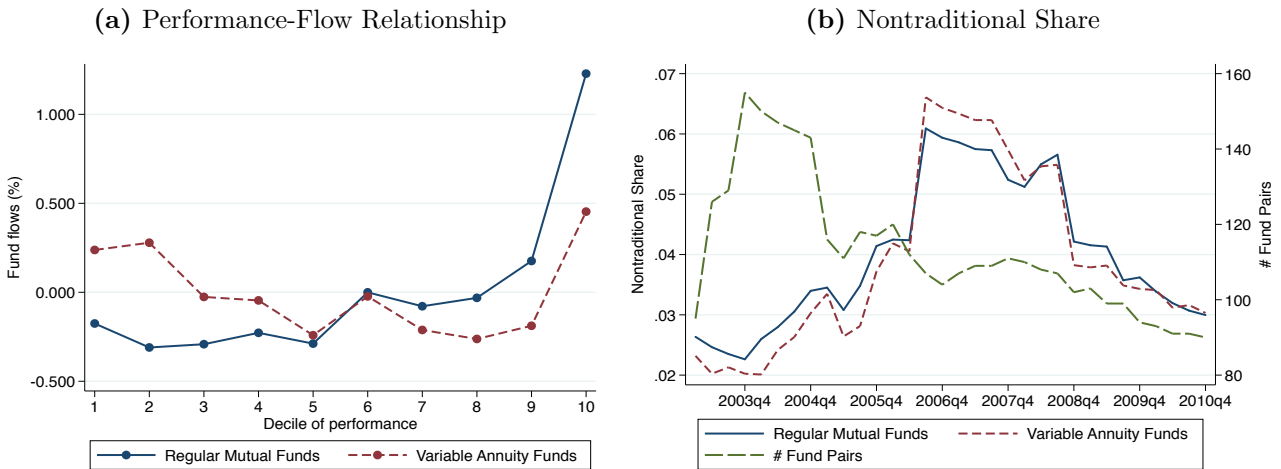 (a) Performance-Flow Relationship
Fund flows (%)
1.000
0.500
0.000
-0.500
1 2 3 4 5 6 7 8 9 10
Decile of performance
Regular Mutual Funds Variable Annuity Funds
(b) Nontraditional Share
Nontraditional Share
.07
.06
.05
.04
.03
.02
160
140
120
100
80
# Fund Pairs
2003q4 2004q4 2005q4 2006q4 2007q4 2008q4 2009q4 2010q4
Regular Mutual Funds Variable Annuity Funds
# Fund Pairs